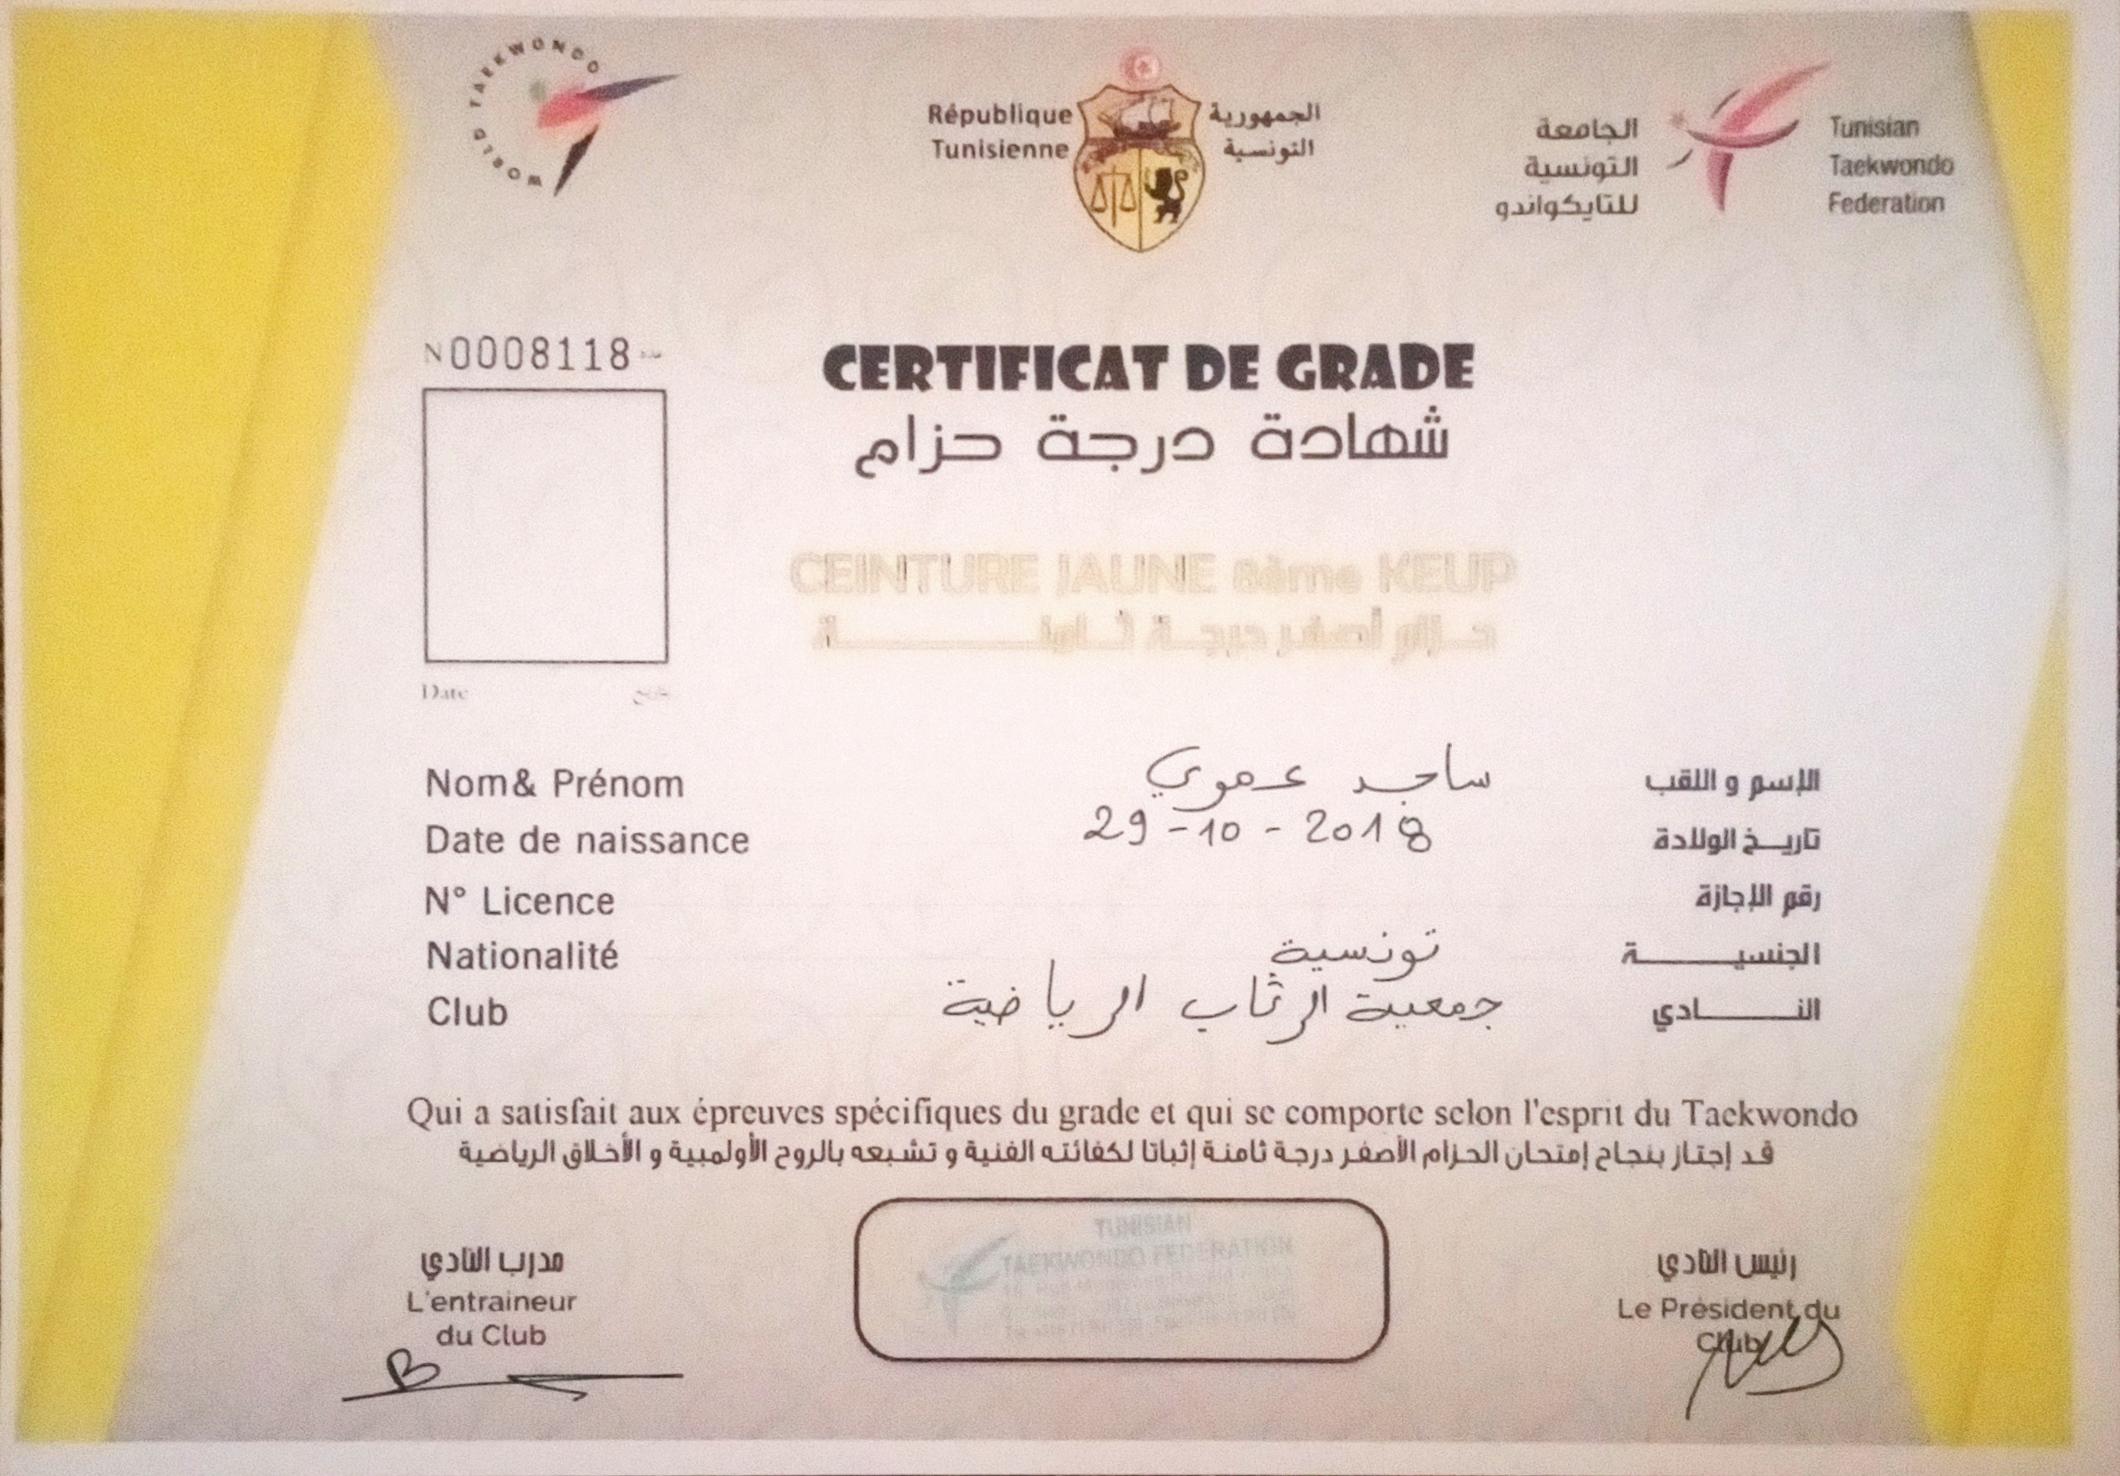 WORLD TAEKWONDO
République Tunisienne
الجمهورية التونسية
الجامعة التونسية للتايكواندو
Tunisian Taekwondo Federation
N0008118
CERTIFICAT DE GRADE
شهادة درجة حزام
CEINTURE JAUNE 8ème KEUP
حزام أصفر درجة ثامنة
Date
Nom& Prénom ساجد عموي الإسم و اللقب
Date de naissance 29-10-2018 تاريخ الولادة
N° Licence رقم الإجازة
Nationalité تونسية الجنسية
Club جمعية الرثاب الرياضية النادي
Qui a satisfait aux épreuves spécifiques du grade et qui se comporte selon l'esprit du Taekwondo
قد إجتاز بنجاح إمتحان الحزام الأصفر درجة ثامنة إثباتا لكفائته الفنية و تشبعه بالروح الأولمبية و الأخلاق الرياضية
مدرب النادي
L'entraineur
du Club
TUNISIAN
TAEKWONDO FEDERATION
رئيس النادي
Le Président du
Club